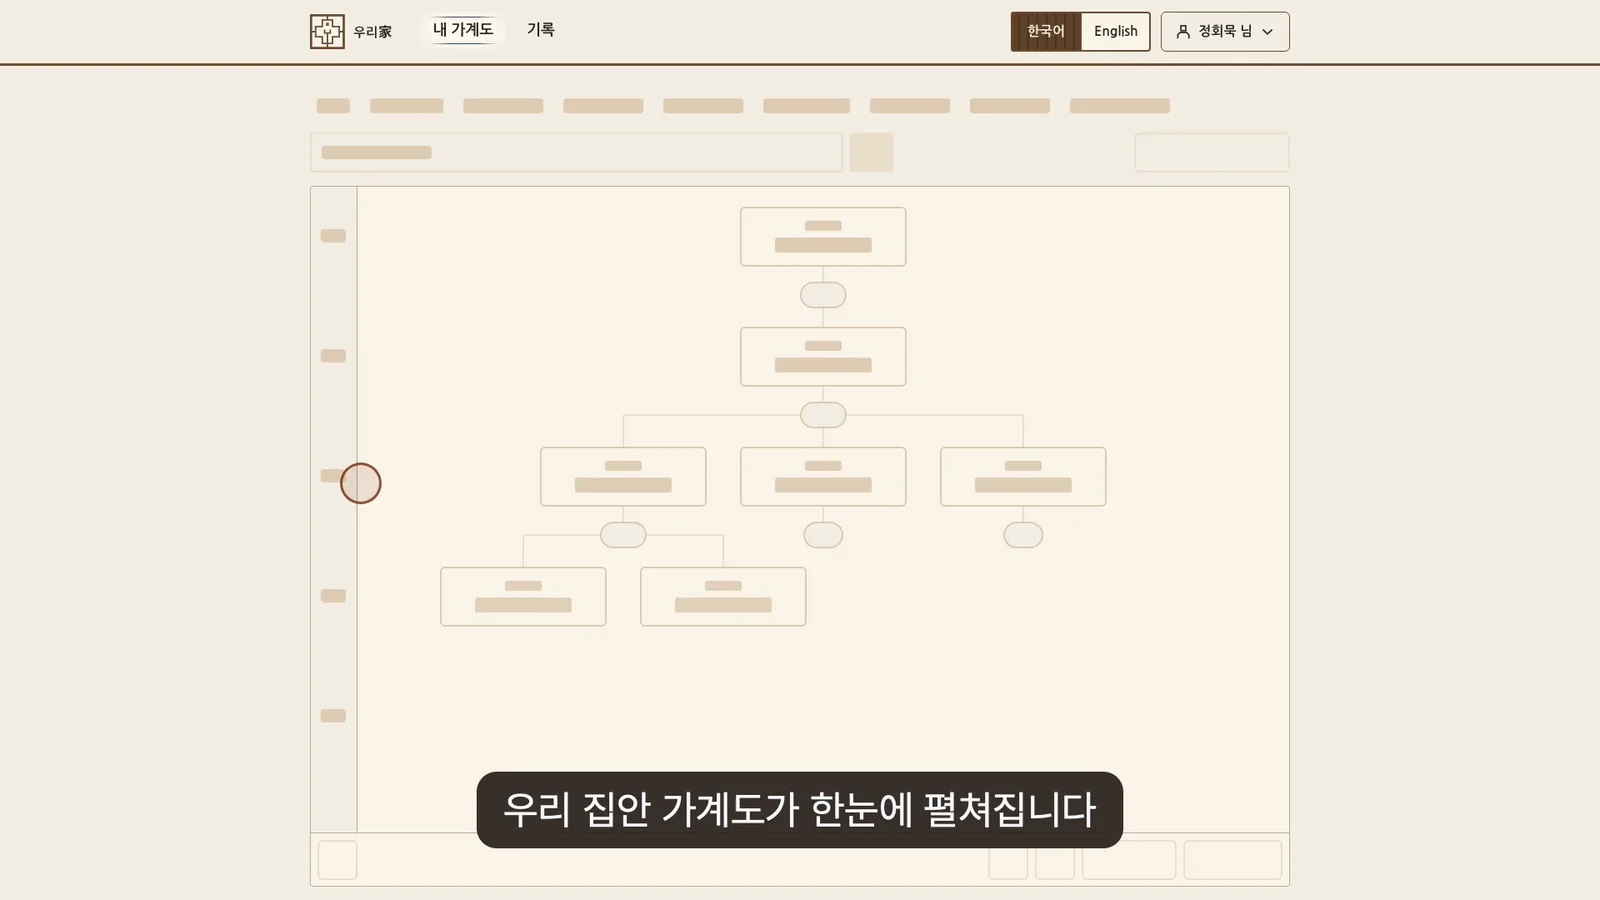 우리家
내 가계도
기록
한국어
English
정회묵 님
우리 집안 가계도가 한눈에 펼쳐집니다